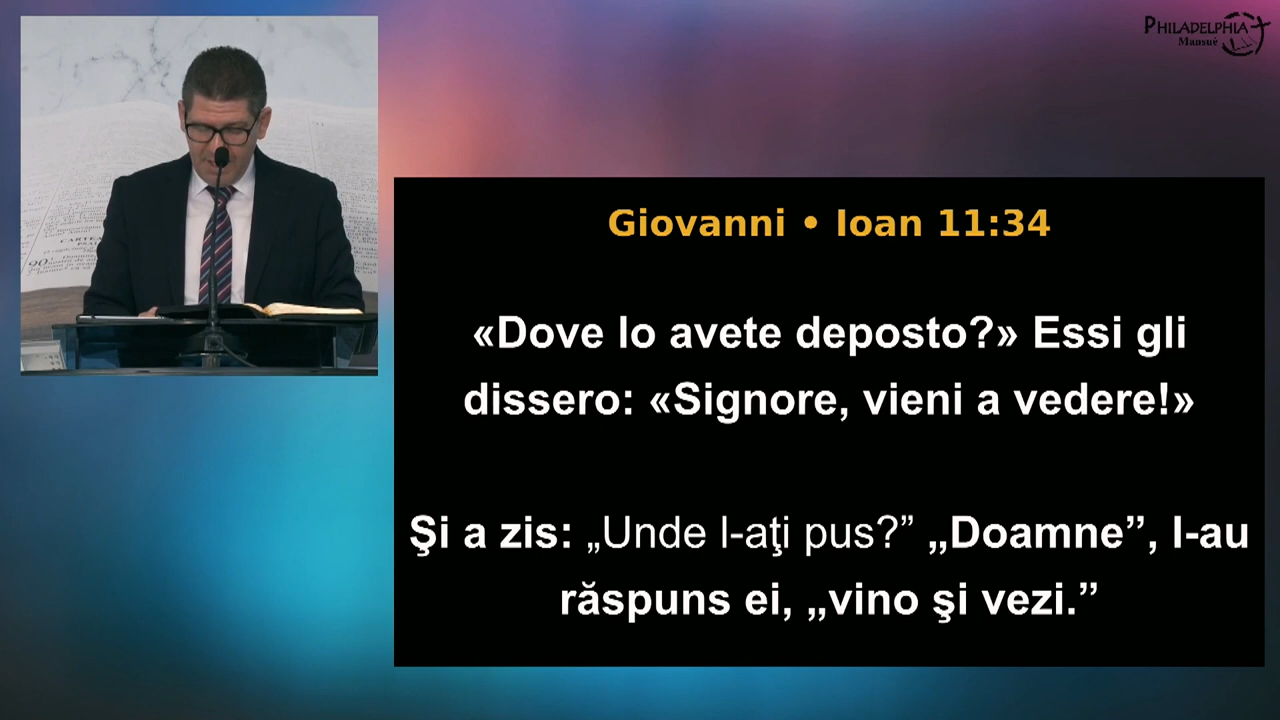 PHILADELPHIA
Mansuè
Giovanni • Ioan 11:34
«Dove lo avete deposto?» Essi gli
dissero: «Signore, vieni a vedere!»
Şi a zis: „Unde l-aţi pus?” „Doamne”, l-au
răspuns ei, „vino şi vezi.”